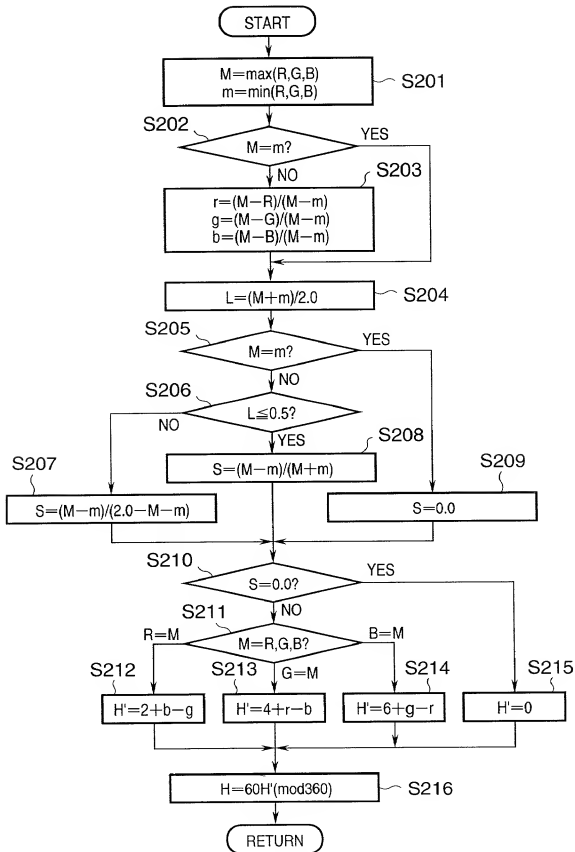 START
M=max(R,G,B)
m=min(R,G,B)
S201
S202
M=m?
YES
NO
S203
r=(M−R)/(M−m)
g=(M−G)/(M−m)
b=(M−B)/(M−m)
L=(M+m)/2.0
S204
S205
M=m?
YES
NO
S206
L≦0.5?
NO
YES
S208
S=(M−m)/(M+m)
S207
S=(M−m)/(2.0−M−m)
S209
S=0.0
S210
S=0.0?
YES
NO
S211
M=R,G,B?
R=M
B=M
G=M
S212
H'=2+b−g
S213
H'=4+r−b
S214
H'=6+g−r
S215
H'=0
H=60H'(mod360)
S216
RETURN